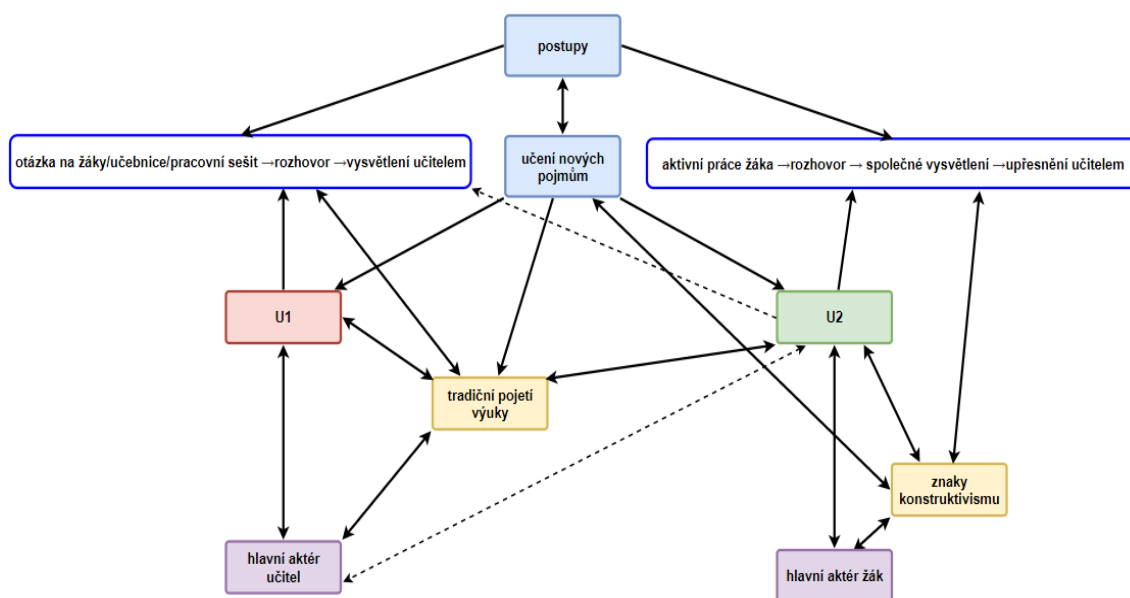 postupy
otázka na žáky/učebnice/pracovní sešit →rozhovor →vysvětlení učitelem
učení nových
pojmům
aktivní práce žáka →rozhovor → společné vysvětlení →upřesnění učitelem
U1
U2
tradiční pojetí
výuky
znaky
konstruktivismu
hlavní aktér
učitel
hlavní aktér žák